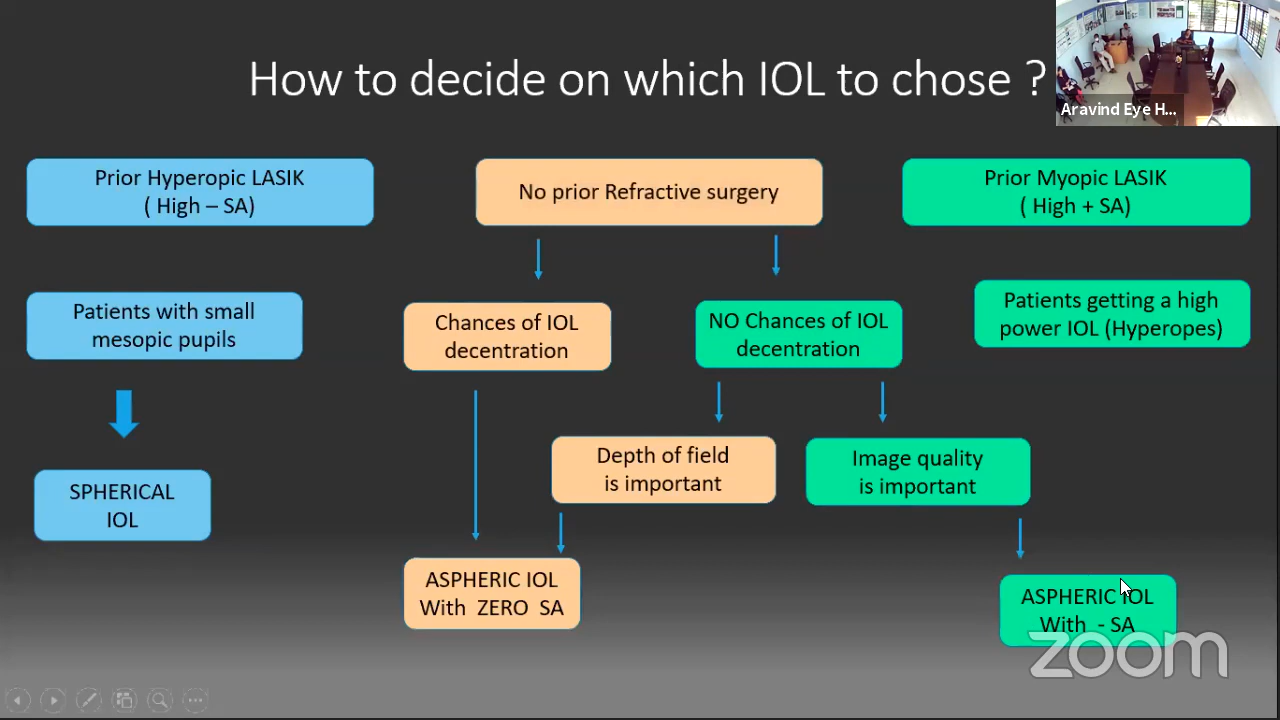 How to decide on which IOL to chose ?
Aravind Eye H...
Prior Hyperopic LASIK
( High – SA)
No prior Refractive surgery
Prior Myopic LASIK
( High + SA)
Patients with small
mesopic pupils
Chances of IOL
decentration
NO Chances of IOL
decentration
Patients getting a high
power IOL (Hyperopes)
Depth of field
is important
Image quality
is important
SPHERICAL
IOL
ASPHERIC IOL
With ZERO SA
ASPHERIC IOL
With - SA
zoom